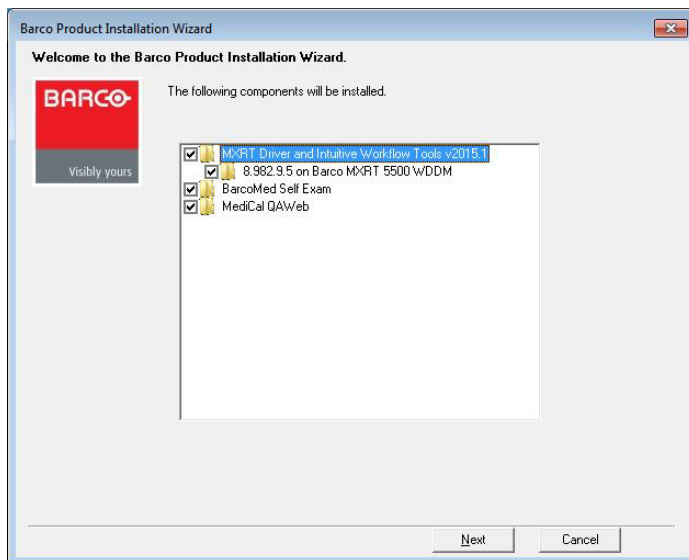 Barco Product Installation Wizard
Welcome to the Barco Product Installation Wizard.
BARCO
Visibly yours
The following components will be installed.
MXRT Driver and Intuitive Workflow Tools v2015.1
8.982.9.5 on Barco MXRT 5500 WDDM
BarcoMed Self Exam
MediCal QAWeb
Next
Cancel